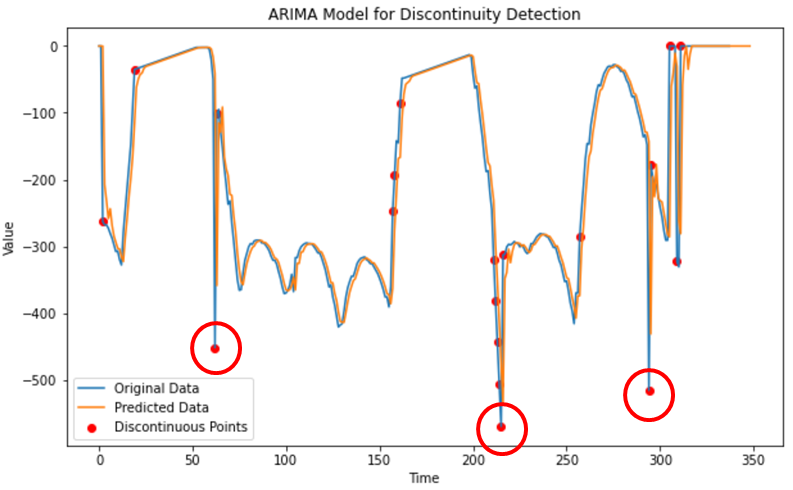 ARIMA Model for Discontinuity Detection
0
−100
−200
−300
−400
−500
Value
Original Data
Predicted Data
Discontinuous Points
0 50 100 150 200 250 300 350
Time